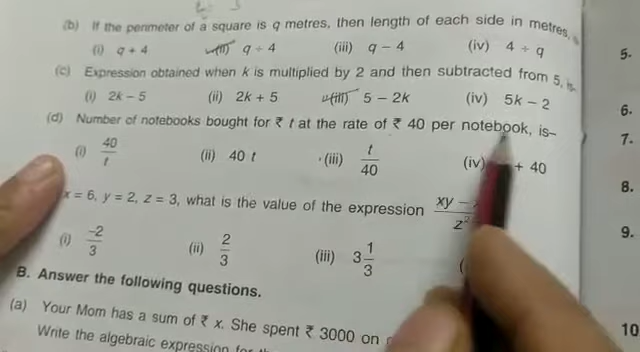 (b) If the perimeter of a square is q metres, then length of each side in metres, is
(i) q + 4 (ii) q ÷ 4 (iii) q − 4 (iv) 4 ÷ q
(c) Expression obtained when k is multiplied by 2 and then subtracted from 5, is
(i) 2k − 5 (ii) 2k + 5 (iii) 5 − 2k (iv) 5k − 2
(d) Number of notebooks bought for ₹ t at the rate of ₹ 40 per notebook, is
(i) 40/t (ii) 40 t (iii) t/40 (iv) + 40
x = 6, y = 2, z = 3, what is the value of the expression xy −
z²
(i) −2/3 (ii) 2/3 (iii) 3 1/3 (
B. Answer the following questions.
(a) Your Mom has a sum of ₹ x. She spent ₹ 3000 on
Write the algebraic expression for
5.
6.
7.
8.
9.
10